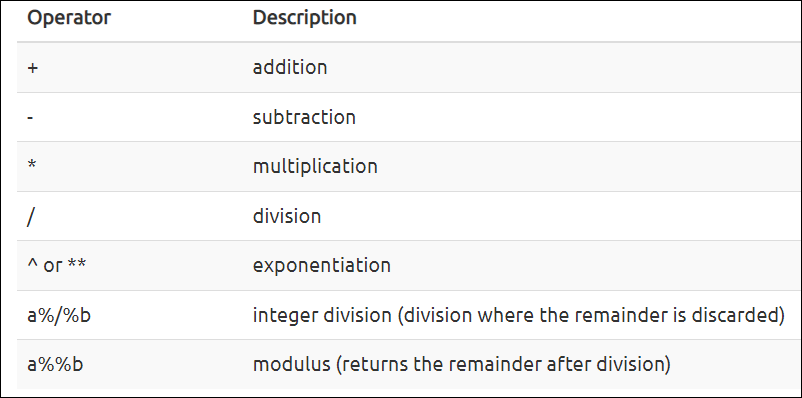 Operator Description
+ addition
- subtraction
* multiplication
/ division
^ or ** exponentiation
a%/%b integer division (division where the remainder is discarded)
a%%b modulus (returns the remainder after division)